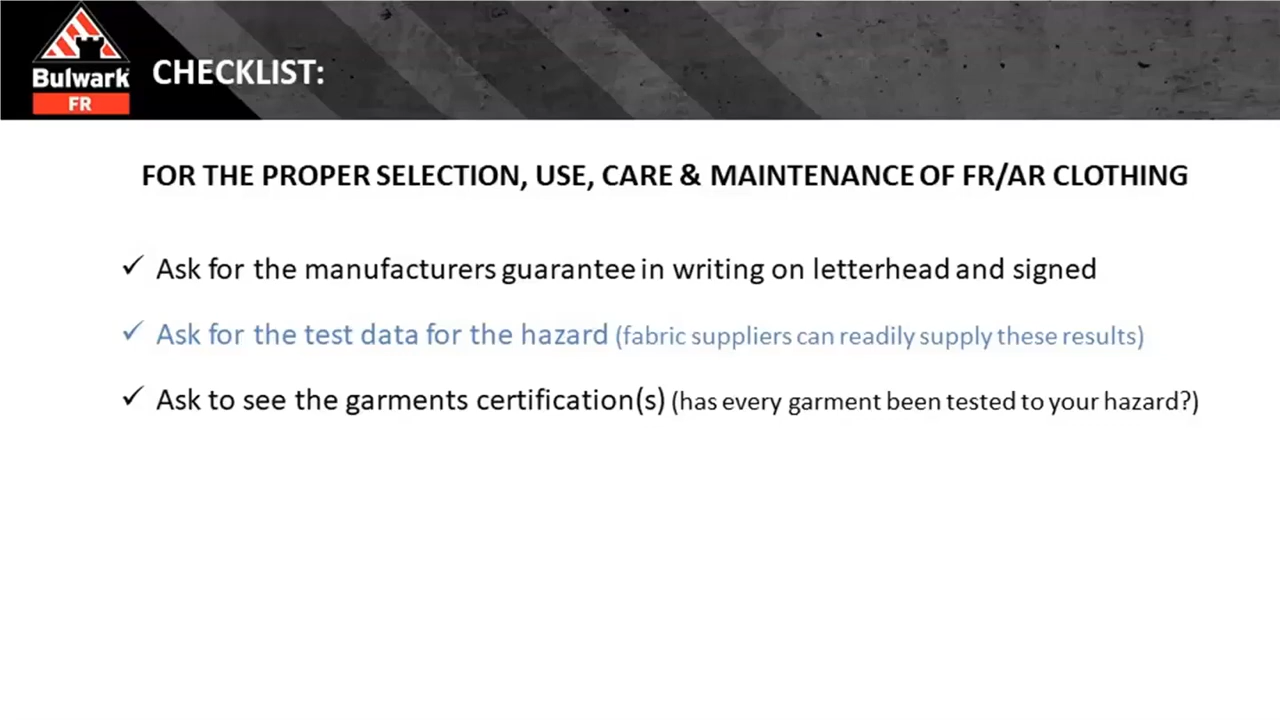 Bulwark
FR
CHECKLIST:
FOR THE PROPER SELECTION, USE, CARE & MAINTENANCE OF FR/AR CLOTHING
✓ Ask for the manufacturers guarantee in writing on letterhead and signed
✓ Ask for the test data for the hazard (fabric suppliers can readily supply these results)
✓ Ask to see the garments certification(s) (has every garment been tested to your hazard?)